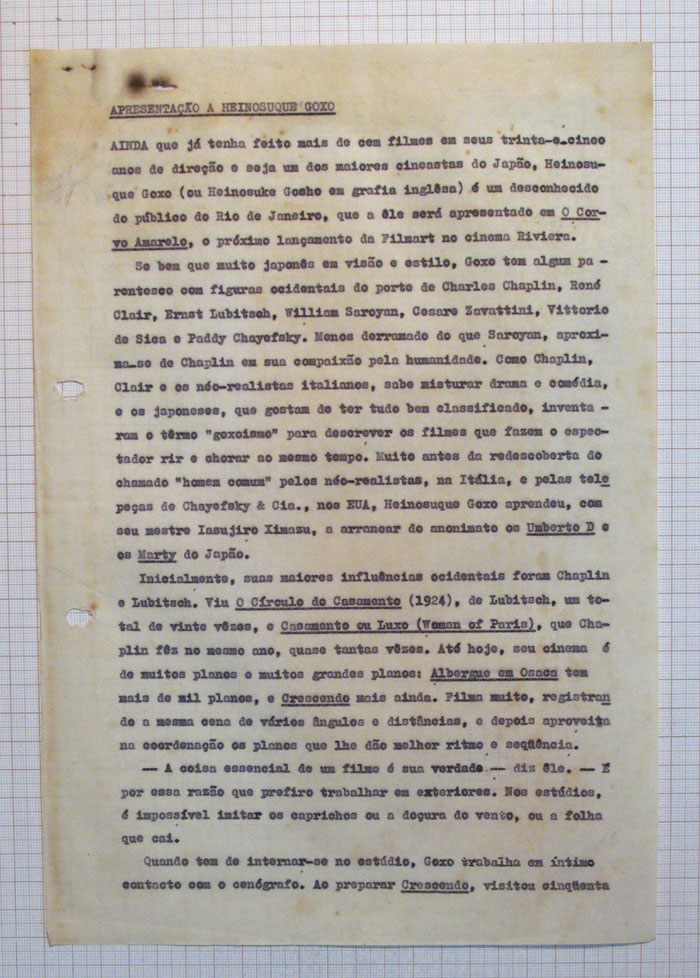 APRESENTAÇÃO A HEINOSUQUE GOXO
AINDA que já tenha feito mais de cem filmes em seus trinta-e-cinco
anos de direção e seja um dos maiores cineastas do Japão, Heinosu-
que Goxo (ou Heinosuke Gosho em grafia inglêsa) é um desconhecido
do público do Rio de Janeiro, que a êle será apresentado em O Cor-
vo Amarelo, o próximo lançamento da Filmart no cinema Riviera.
Se bem que muito japonês em visão e estilo, Goxo tem algum pa-
rentesco com figuras ocidentais do porte de Charles Chaplin, René
Clair, Ernst Lubitsch, William Saroyan, Cesare Zavattini, Vittorio
de Sica e Paddy Chayefsky. Menos derramado do que Saroyan, aproxi-
ma-se de Chaplin em sua compaixão pela humanidade. Como Chaplin,
Clair e os néo-realistas italianos, sabe misturar drama e comédia,
e os japoneses, que gostam de ter tudo bem classificado, inventa-
ram o têrmo "goxoismo" para descrever os filmes que fazem o espec-
tador rir e chorar ao mesmo tempo. Muito antes da redescoberta do
chamado "homem comum" pelos néo-realistas, na Itália, e pelas tele
peças de Chayefsky & Cia., nos EUA, Heinosuque Goxo aprendeu, com
seu mestre Iasujiro Ximazu, a arrancar do anonimato os Umberto D e
os Marty do Japão.
Inicialmente, suas maiores influências ocidentais foram Chaplin
e Lubitsch. Viu O Círculo do Casamento (1924), de Lubitsch, um to-
tal de vinte vêzes, e Casamento ou Luxo (Woman of Paris), que Cha-
plin fêz no mesmo ano, quase tantas vêzes. Até hoje, seu cinema é
de muitos planos e muitos grandes planos: Albergue em Osaca tem
mais de mil planos, e Crescendo mais ainda. Filma muito, registran
do a mesma cena de vários ângulos e distâncias, e depois aproveita
na coordenação os planos que lhe dão melhor ritmo e seqüência.
— A coisa essencial de um filme é sua verdade — diz êle. — É
por essa razão que prefiro trabalhar em exteriores. Nos estúdios,
é impossível imitar os caprichos ou a doçura do vento, ou a folha
que cai.
Quando tem de internar-se no estúdio, Goxo trabalha em íntimo
contacto com o cenógrafo. Ao preparar Crescendo, visitou cinqüenta